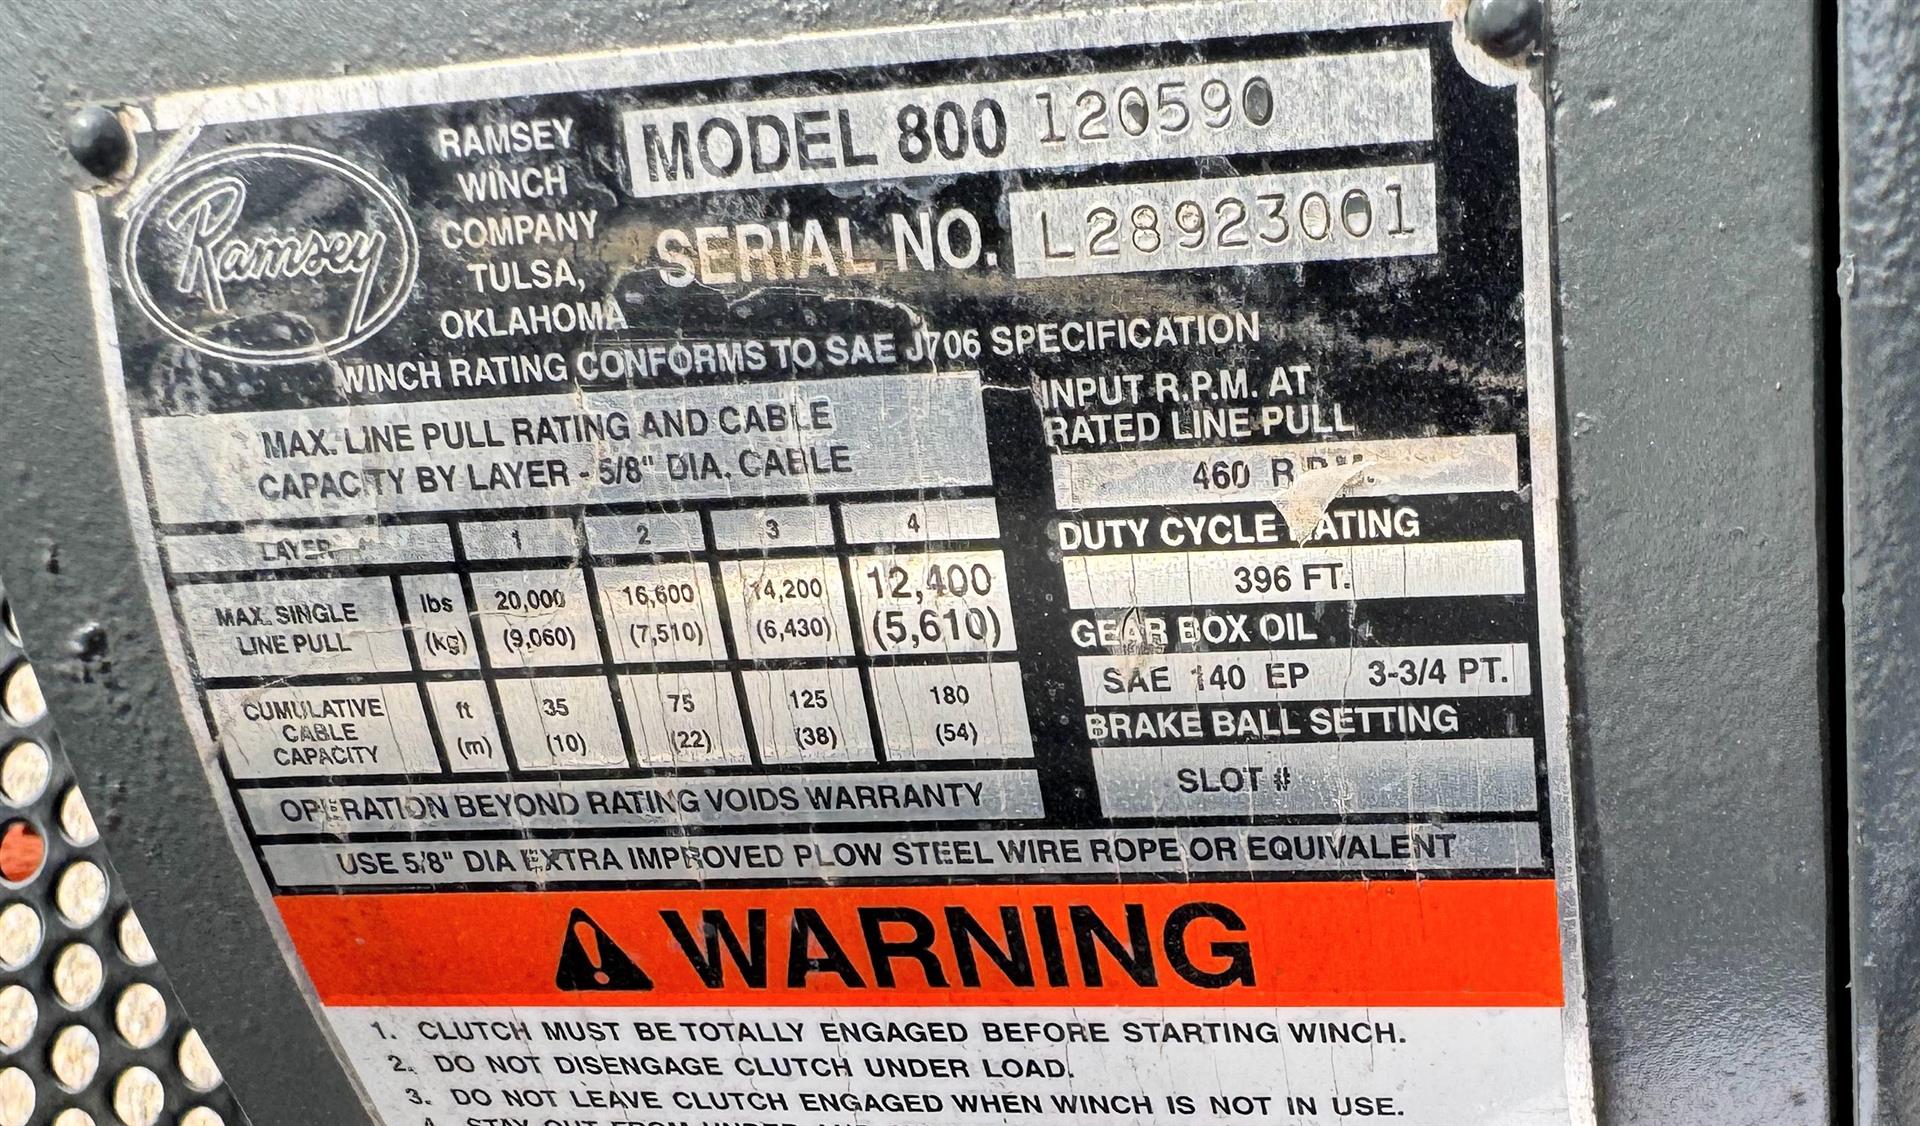 Ramsey
RAMSEY
WINCH
COMPANY
TULSA,
OKLAHOMA
MODEL 800 120590
SERIAL NO. L28923001
WINCH RATING CONFORMS TO SAE J706 SPECIFICATION
MAX. LINE PULL RATING AND CABLE
CAPACITY BY LAYER - 5/8" DIA. CABLE
LAYER 1 2 3 4
MAX. SINGLE LINE PULL lbs 20,000 16,600 14,200 12,400
(kg) (9,060) (7,510) (6,430) (5,610)
CUMULATIVE CABLE CAPACITY ft 35 75 125 180
(m) (10) (22) (38) (54)
OPERATION BEYOND RATING VOIDS WARRANTY
INPUT R.P.M. AT
RATED LINE PULL
460 R.P.M.
DUTY CYCLE RATING
396 FT.
GEAR BOX OIL
SAE 140 EP 3-3/4 PT.
BRAKE BALL SETTING
SLOT #
USE 5/8" DIA EXTRA IMPROVED PLOW STEEL WIRE ROPE OR EQUIVALENT
WARNING
1. CLUTCH MUST BE TOTALLY ENGAGED BEFORE STARTING WINCH.
2. DO NOT DISENGAGE CLUTCH UNDER LOAD.
3. DO NOT LEAVE CLUTCH ENGAGED WHEN WINCH IS NOT IN USE.
4. STAY OUT FROM UNDER AND